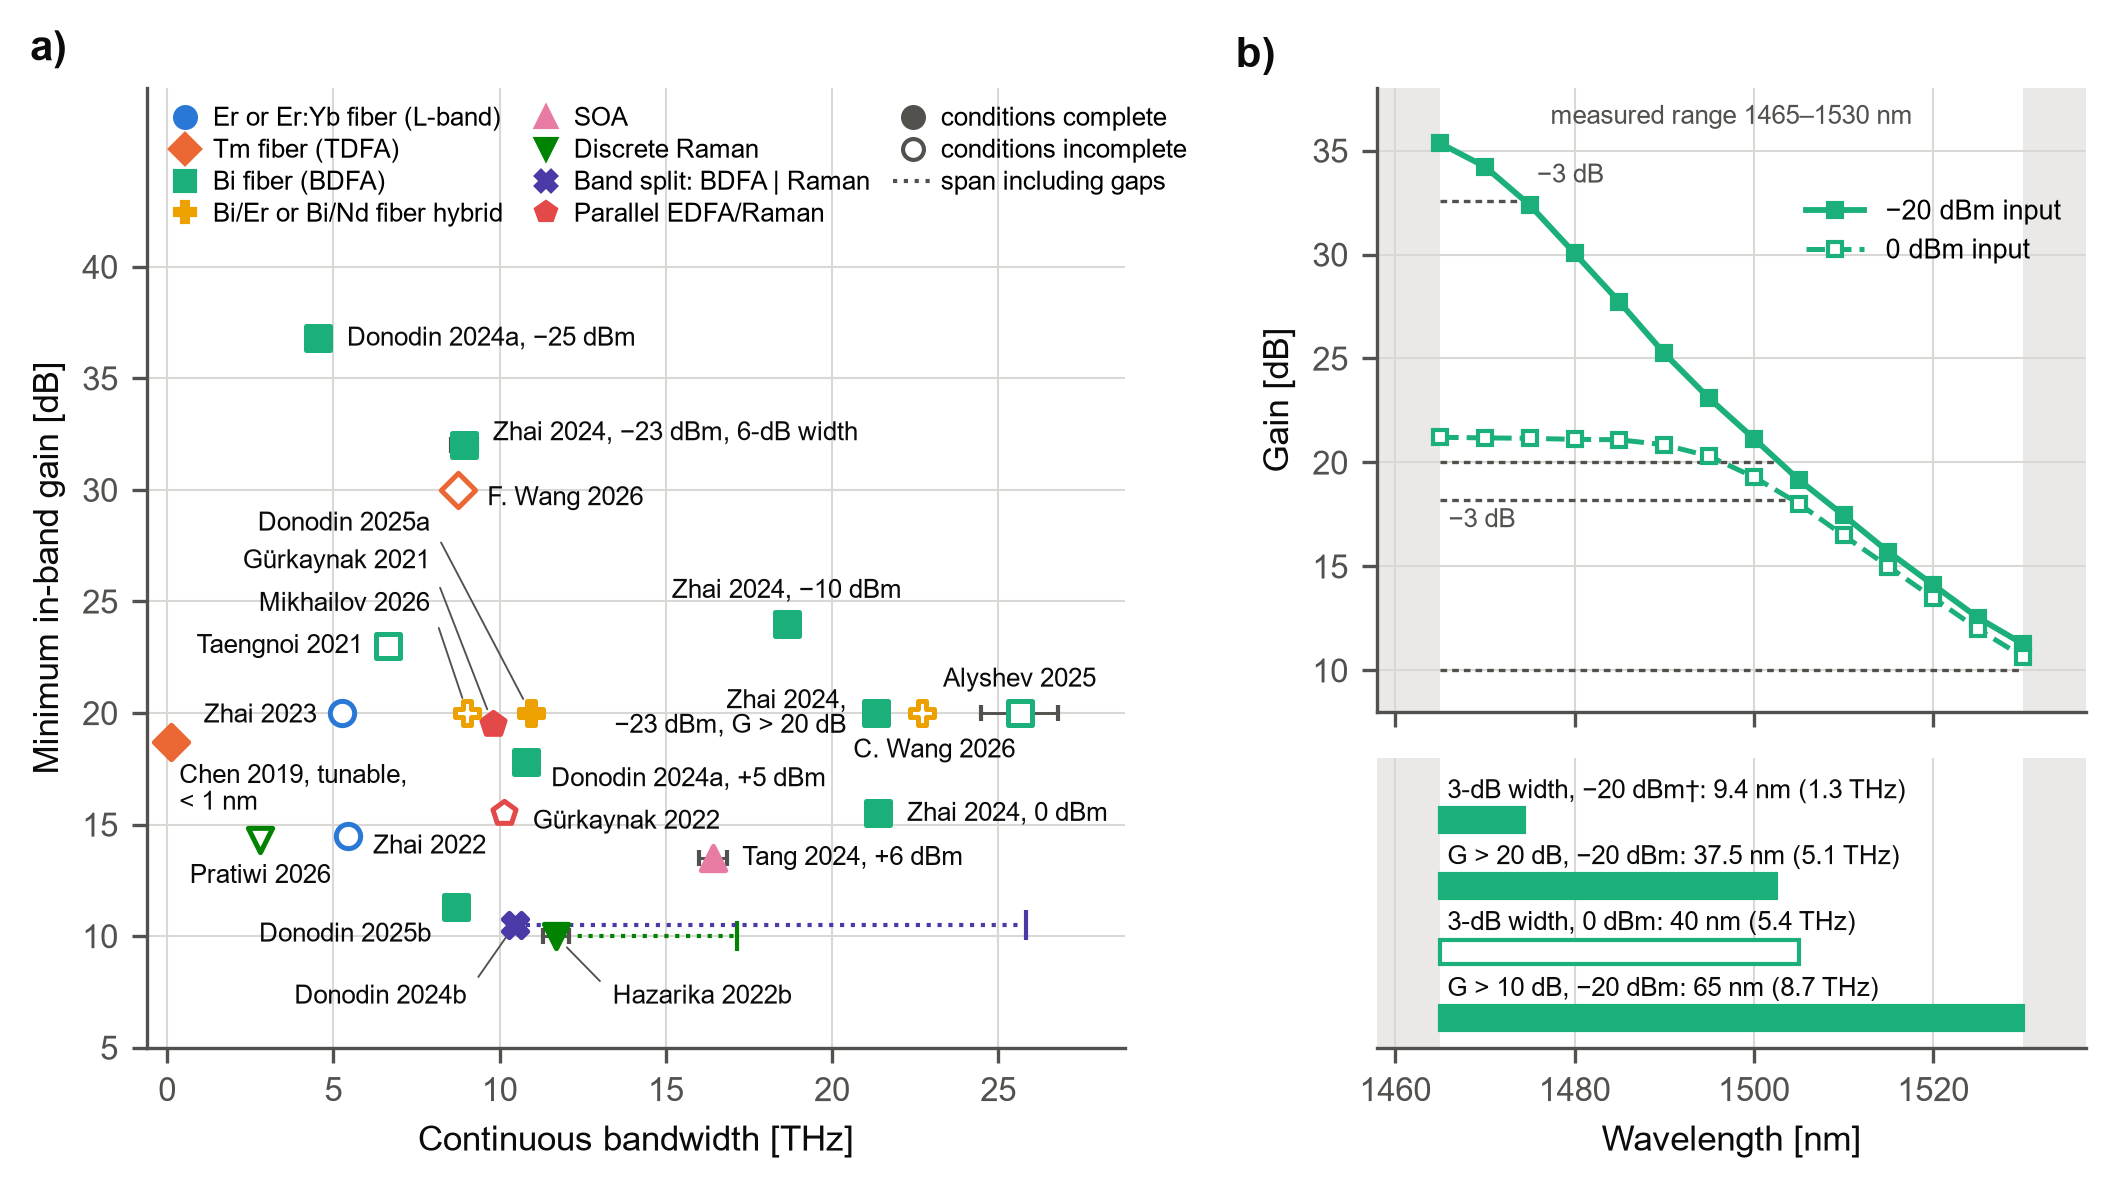 a)
Er or Er:Yb fiber (L-band)
Tm fiber (TDFA)
Bi fiber (BDFA)
Bi/Er or Bi/Nd fiber hybrid
SOA
Discrete Raman
Band split: BDFA | Raman
Parallel EDFA/Raman
conditions complete
conditions incomplete
span including gaps
Minimum in-band gain [dB]
40
35
30
25
20
15
10
5
Donodin 2024a, −25 dBm
Zhai 2024, −23 dBm, 6-dB width
F. Wang 2026
Donodin 2025a
Gürkaynak 2021
Mikhailov 2026
Taengnoi 2021
Zhai 2024, −10 dBm
Alyshev 2025
Zhai 2023
Zhai 2024,
−23 dBm, G > 20 dB
C. Wang 2026
Chen 2019, tunable,
< 1 nm
Donodin 2024a, +5 dBm
Gürkaynak 2022
Zhai 2024, 0 dBm
Zhai 2022
Pratiwi 2026
Tang 2024, +6 dBm
Donodin 2025b
Donodin 2024b
Hazarika 2022b
0
5
10
15
20
25
Continuous bandwidth [THz]
b)
measured range 1465–1530 nm
−3 dB
−20 dBm input
0 dBm input
−3 dB
Gain [dB]
35
30
25
20
15
10
3-dB width, −20 dBm†: 9.4 nm (1.3 THz)
G > 20 dB, −20 dBm: 37.5 nm (5.1 THz)
3-dB width, 0 dBm: 40 nm (5.4 THz)
G > 10 dB, −20 dBm: 65 nm (8.7 THz)
1460
1480
1500
1520
Wavelength [nm]